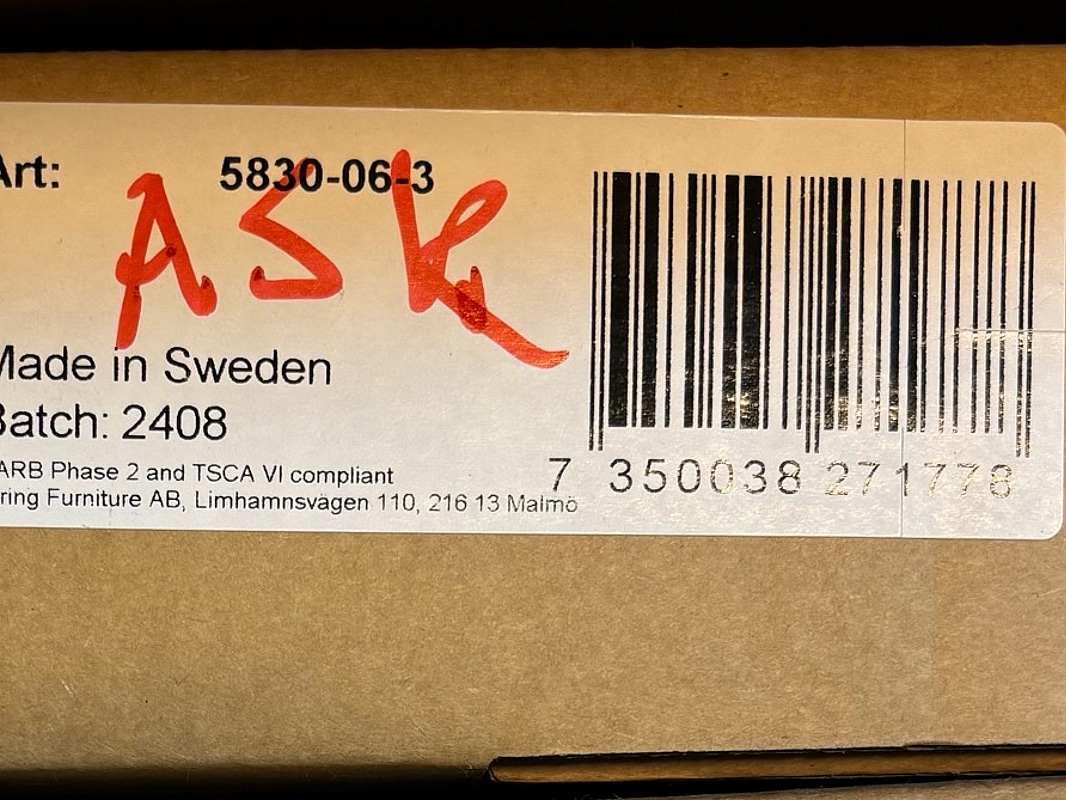 Art: 5830-06-3
ASK
Made in Sweden
Batch: 2408
ARB Phase 2 and TSCA VI compliant
ring Furniture AB, Limhamnsvägen 110, 216 13 Malmö
7 350038 271778